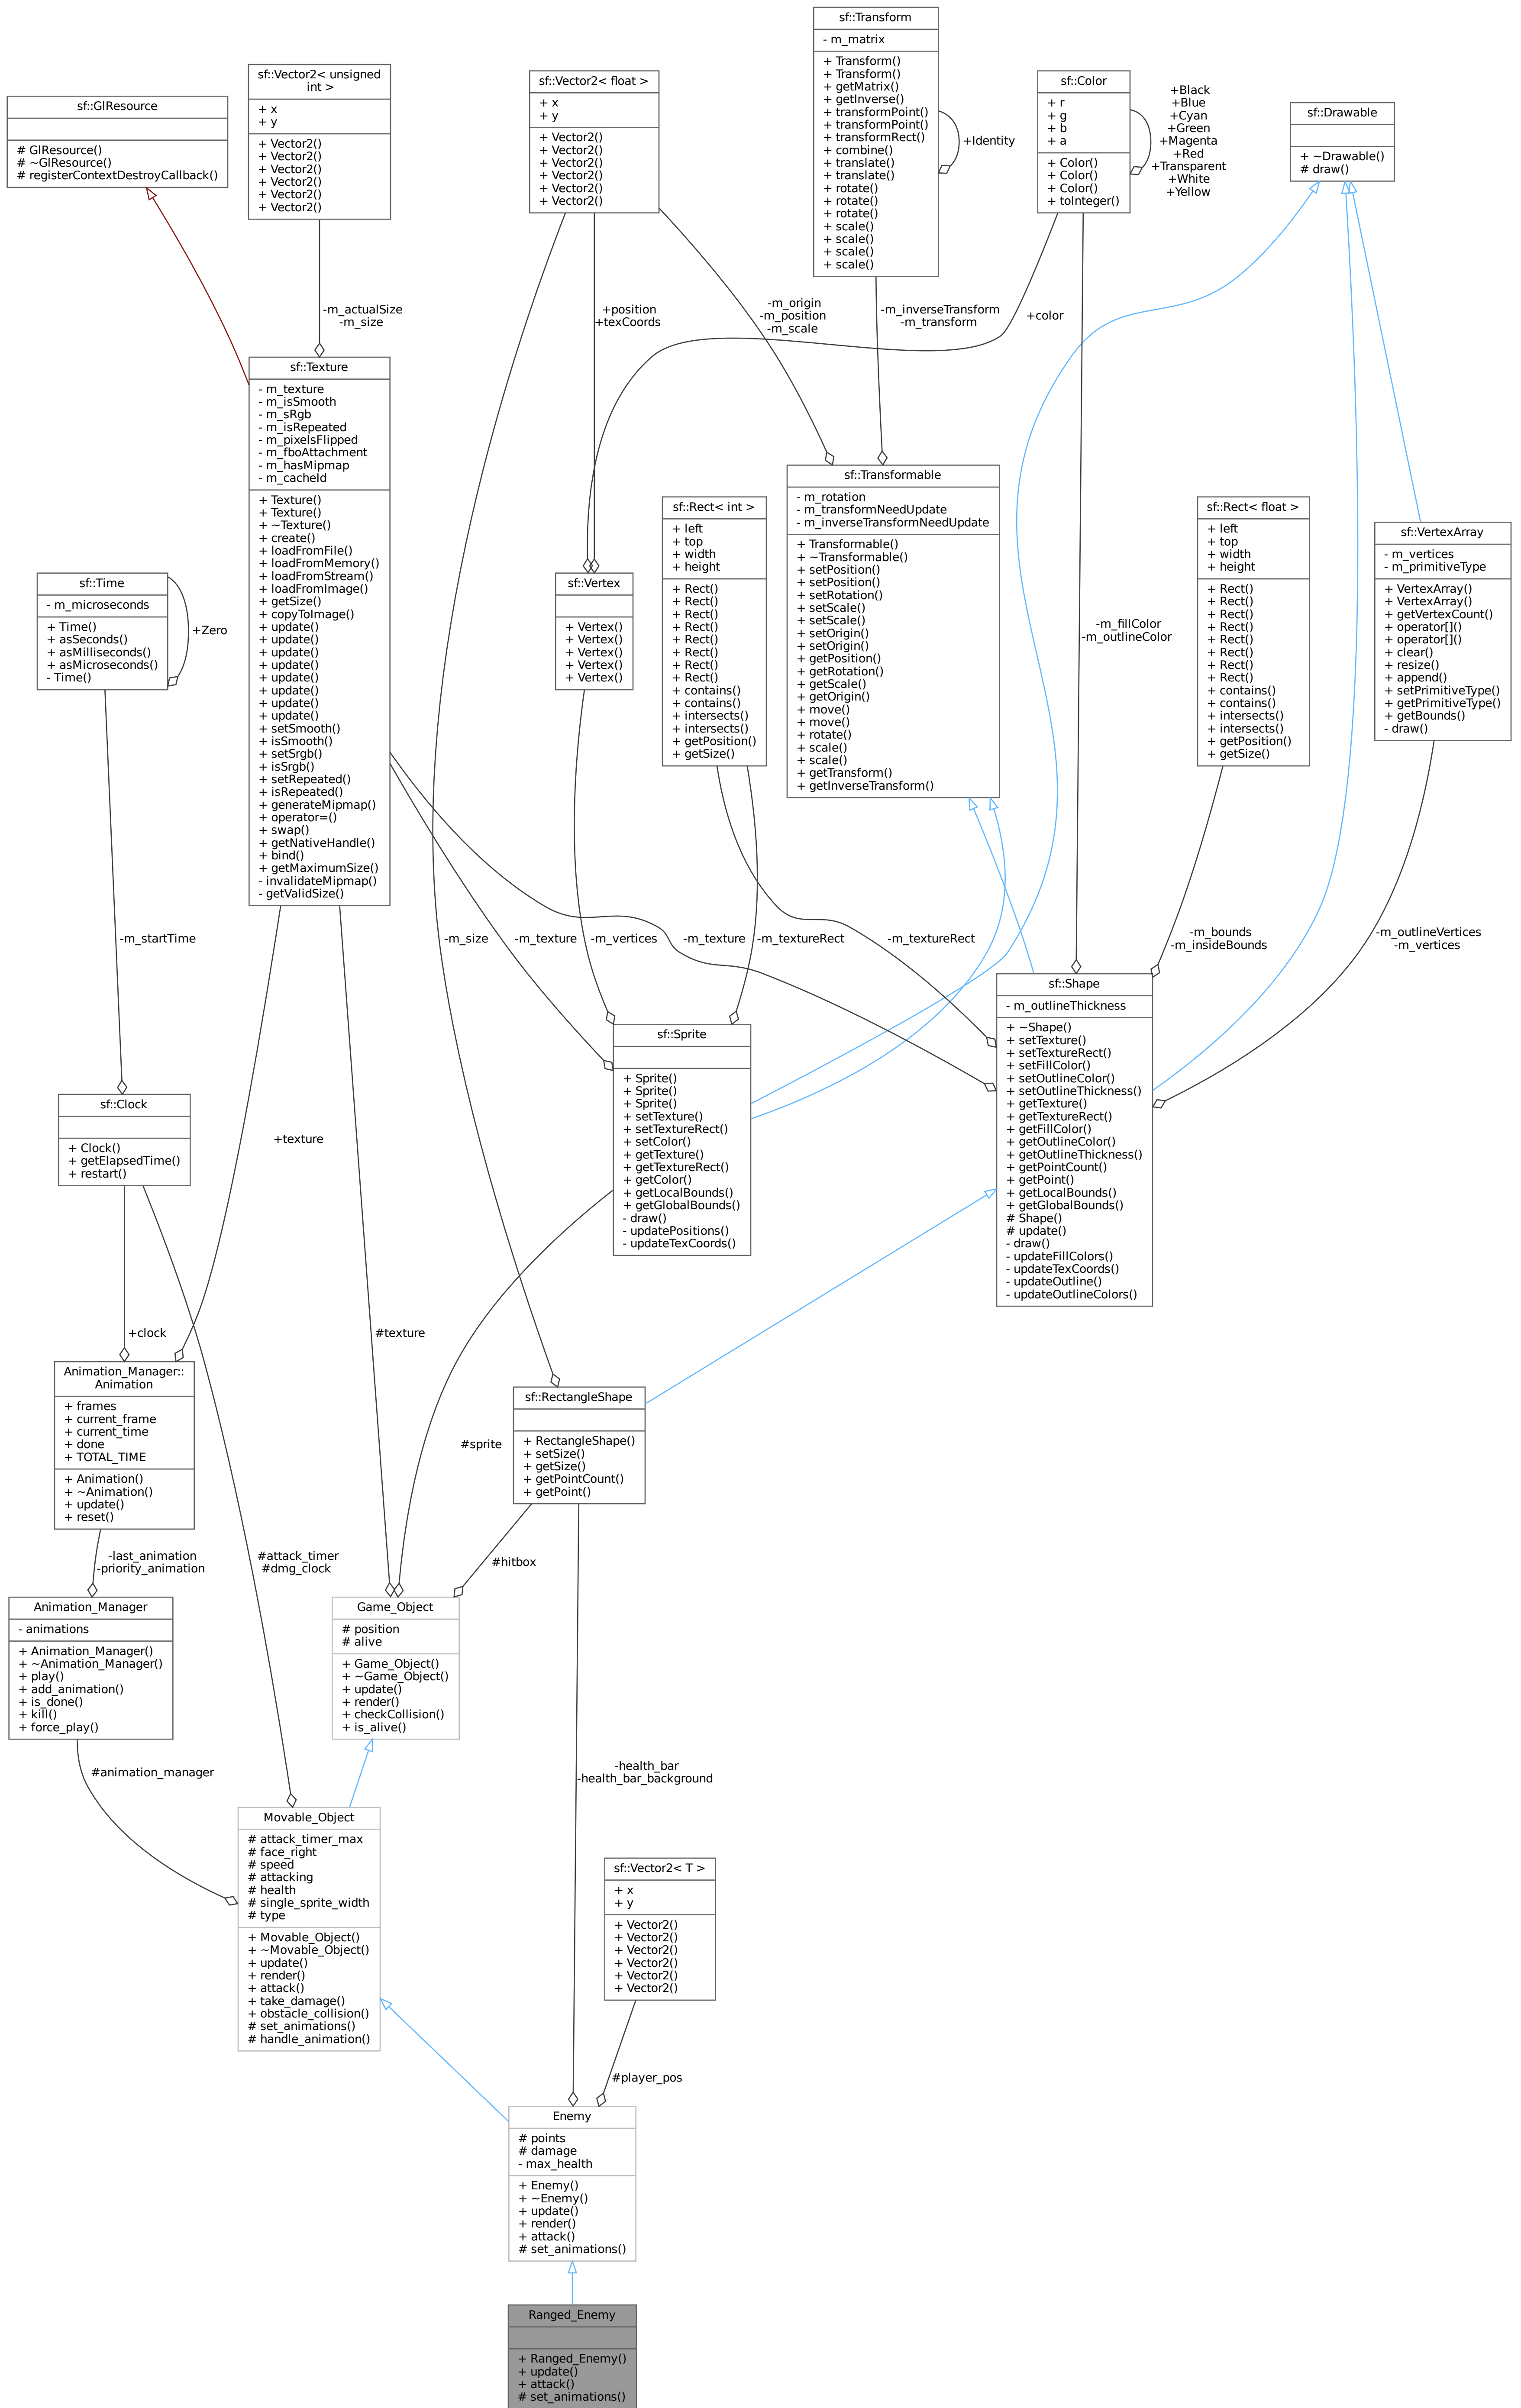 sf::Transform
- m_matrix
+ Transform()
+ Transform()
+ getMatrix()
+ getInverse()
+ transformPoint()
+ transformPoint()
+ transformRect()
+ combine()
+ translate()
+ translate()
+ rotate()
+ rotate()
+ rotate()
+ scale()
+ scale()
+ scale()
+ scale()
+Identity
sf::Vector2< unsigned
int >
+ x
+ y
+ Vector2()
+ Vector2()
+ Vector2()
+ Vector2()
+ Vector2()
+ Vector2()
sf::Vector2< float >
+ x
+ y
+ Vector2()
+ Vector2()
+ Vector2()
+ Vector2()
+ Vector2()
+ Vector2()
sf::Color
+ r
+ g
+ b
+ a
+ Color()
+ Color()
+ Color()
+ toInteger()
+Black
+Blue
+Cyan
+Green
+Magenta
+Red
+Transparent
+White
+Yellow
sf::GlResource
# GlResource()
# ~GlResource()
# registerContextDestroyCallback()
sf::Drawable
+ ~Drawable()
# draw()
-m_actualSize
-m_size
+position
+texCoords
-m_origin
-m_position
-m_scale
-m_inverseTransform
-m_transform
+color
sf::Texture
- m_texture
- m_isSmooth
- m_sRgb
- m_isRepeated
- m_pixelsFlipped
- m_fboAttachment
- m_hasMipmap
- m_cacheId
+ Texture()
+ Texture()
+ ~Texture()
+ create()
+ loadFromFile()
+ loadFromMemory()
+ loadFromStream()
+ loadFromImage()
+ getSize()
+ copyToImage()
+ update()
+ update()
+ update()
+ update()
+ update()
+ update()
+ update()
+ update()
+ setSmooth()
+ isSmooth()
+ setSrgb()
+ isSrgb()
+ setRepeated()
+ isRepeated()
+ generateMipmap()
+ operator=()
+ swap()
+ getNativeHandle()
+ bind()
+ getMaximumSize()
- invalidateMipmap()
- getValidSize()
sf::Transformable
- m_rotation
- m_transformNeedUpdate
- m_inverseTransformNeedUpdate
+ Transformable()
+ ~Transformable()
+ setPosition()
+ setPosition()
+ setRotation()
+ setScale()
+ setScale()
+ setOrigin()
+ setOrigin()
+ getPosition()
+ getRotation()
+ getScale()
+ getOrigin()
+ move()
+ move()
+ rotate()
+ scale()
+ scale()
+ getTransform()
+ getInverseTransform()
sf::Rect< int >
+ left
+ top
+ width
+ height
+ Rect()
+ Rect()
+ Rect()
+ Rect()
+ Rect()
+ Rect()
+ Rect()
+ Rect()
+ contains()
+ contains()
+ intersects()
+ intersects()
+ getPosition()
+ getSize()
sf::Rect< float >
+ left
+ top
+ width
+ height
+ Rect()
+ Rect()
+ Rect()
+ Rect()
+ Rect()
+ Rect()
+ Rect()
+ Rect()
+ contains()
+ contains()
+ intersects()
+ intersects()
+ getPosition()
+ getSize()
sf::VertexArray
- m_vertices
- m_primitiveType
+ VertexArray()
+ VertexArray()
+ getVertexCount()
+ operator[]()
+ operator[]()
+ clear()
+ resize()
+ append()
+ setPrimitiveType()
+ getPrimitiveType()
+ getBounds()
- draw()
sf::Time
- m_microseconds
+ Time()
+ asSeconds()
+ asMilliseconds()
+ asMicroseconds()
- Time()
+Zero
sf::Vertex
+ Vertex()
+ Vertex()
+ Vertex()
+ Vertex()
+ Vertex()
-m_fillColor
-m_outlineColor
-m_startTime
-m_size
-m_texture
-m_vertices
-m_texture
-m_textureRect
-m_textureRect
-m_bounds
-m_insideBounds
-m_outlineVertices
-m_vertices
sf::Shape
- m_outlineThickness
+ ~Shape()
+ setTexture()
+ setTextureRect()
+ setFillColor()
+ setOutlineColor()
+ setOutlineThickness()
+ getTexture()
+ getTextureRect()
+ getFillColor()
+ getOutlineColor()
+ getOutlineThickness()
+ getPointCount()
+ getPoint()
+ getLocalBounds()
+ getGlobalBounds()
# Shape()
# update()
- draw()
- updateFillColors()
- updateTexCoords()
- updateOutline()
- updateOutlineColors()
sf::Sprite
+ Sprite()
+ Sprite()
+ Sprite()
+ setTexture()
+ setTextureRect()
+ setColor()
+ getTexture()
+ getTextureRect()
+ getColor()
+ getLocalBounds()
+ getGlobalBounds()
- draw()
- updatePositions()
- updateTexCoords()
sf::Clock
+ Clock()
+ getElapsedTime()
+ restart()
+texture
+clock
#texture
Animation_Manager::
Animation
+ frames
+ current_frame
+ current_time
+ done
+ TOTAL_TIME
+ Animation()
+ ~Animation()
+ update()
+ reset()
#sprite
sf::RectangleShape
+ RectangleShape()
+ setSize()
+ getSize()
+ getPointCount()
+ getPoint()
-last_animation
-priority_animation
#attack_timer
#dmg_clock
#hitbox
Animation_Manager
- animations
+ Animation_Manager()
+ ~Animation_Manager()
+ play()
+ add_animation()
+ is_done()
+ kill()
+ force_play()
Game_Object
# position
# alive
+ Game_Object()
+ ~Game_Object()
+ update()
+ render()
+ checkCollision()
+ is_alive()
#animation_manager
-health_bar
-health_bar_background
Movable_Object
# attack_timer_max
# face_right
# speed
# attacking
# health
# single_sprite_width
# type
+ Movable_Object()
+ ~Movable_Object()
+ update()
+ render()
+ attack()
+ take_damage()
+ obstacle_collision()
# set_animations()
# handle_animation()
sf::Vector2< T >
+ x
+ y
+ Vector2()
+ Vector2()
+ Vector2()
+ Vector2()
+ Vector2()
+ Vector2()
#player_pos
Enemy
# points
# damage
- max_health
+ Enemy()
+ ~Enemy()
+ update()
+ render()
+ attack()
# set_animations()
Ranged_Enemy
+ Ranged_Enemy()
+ update()
+ attack()
# set_animations()